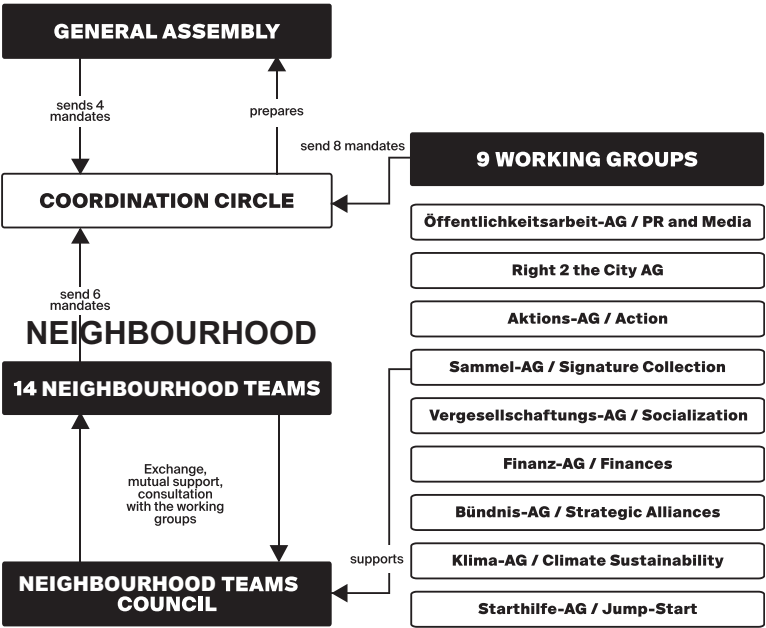 GENERAL ASSEMBLY
sends 4
mandates
prepares
send 8 mandates
9 WORKING GROUPS
COORDINATION CIRCLE
Öffentlichkeitsarbeit-AG / PR and Media
Right 2 the City AG
Aktions-AG / Action
Sammel-AG / Signature Collection
Vergesellschaftungs-AG / Socialization
Finanz-AG / Finances
Bündnis-AG / Strategic Alliances
Klima-AG / Climate Sustainability
Starthilfe-AG / Jump-Start
send 6
mandates
NEIGHBOURHOOD
14 NEIGHBOURHOOD TEAMS
Exchange,
mutual support,
consultation
with the working
groups
supports
NEIGHBOURHOOD TEAMS
COUNCIL